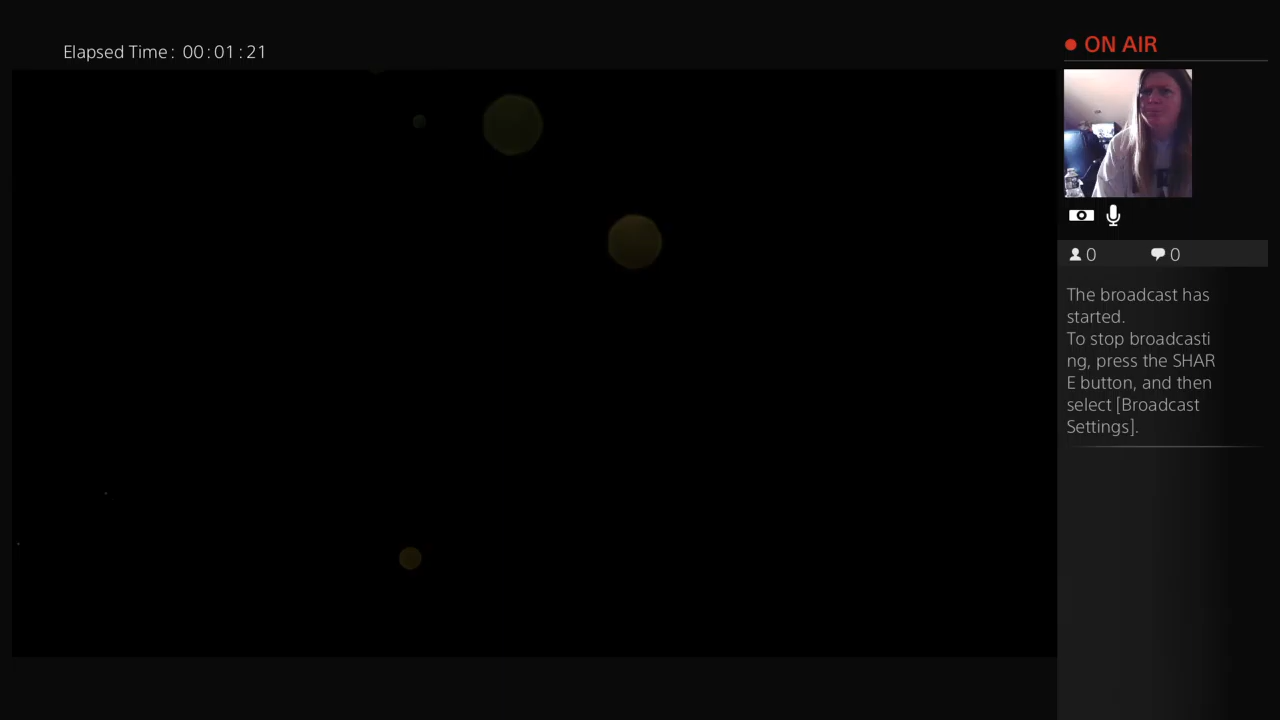 Elapsed Time: 00:01:21
ON AIR
0 0
The broadcast has
started.
To stop broadcasti
ng, press the SHAR
E button, and then
select [Broadcast
Settings].